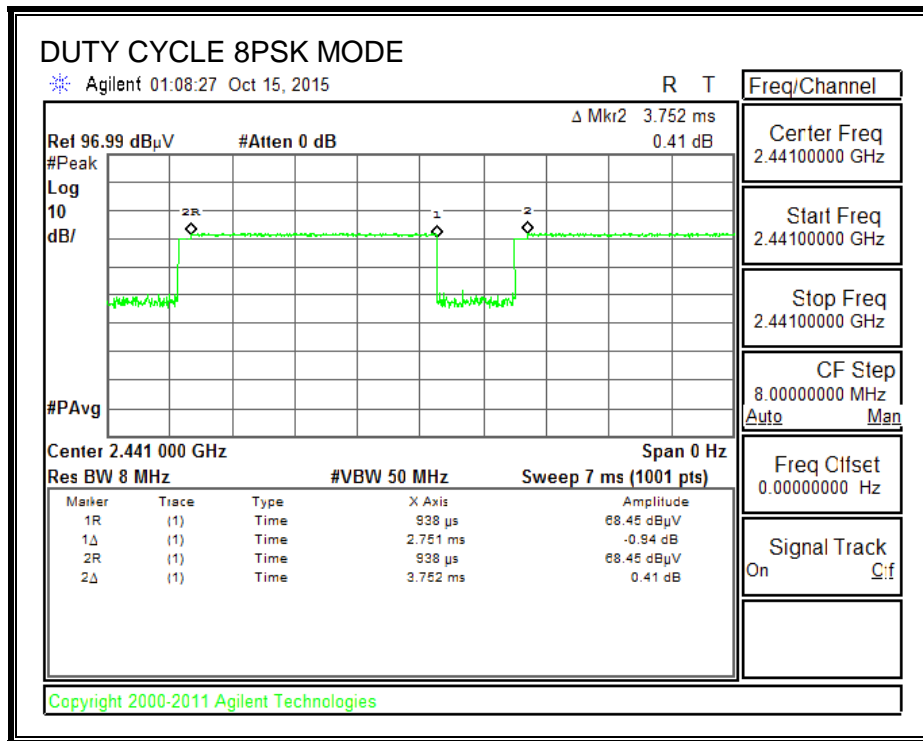 DUTY CYCLE 8PSK MODE
Agilent 01:08:27 Oct 15, 2015 R T
Δ Mkr2 3.752 ms
Ref 96.99 dBµV #Atten 0 dB 0.41 dB
#Peak
Log
10
dB/
2R 1 2
#PAvg
Center 2.441 000 GHz Span 0 Hz
Res BW 8 MHz #VBW 50 MHz Sweep 7 ms (1001 pts)
Marker Trace Type X Axis Amplitude
1R (1) Time 938 µs 68.45 dBµV
1Δ (1) Time 2.751 ms -0.94 dB
2R (1) Time 938 µs 68.45 dBµV
2Δ (1) Time 3.752 ms 0.41 dB
Freq/Channel
Center Freq
2.44100000 GHz
Start Freq
2.44100000 GHz
Stop Freq
2.44100000 GHz
CF Step
8.00000000 MHz
Auto Man
Freq Offset
0.00000000 Hz
Signal Track
On Off
Copyright 2000-2011 Agilent Technologies